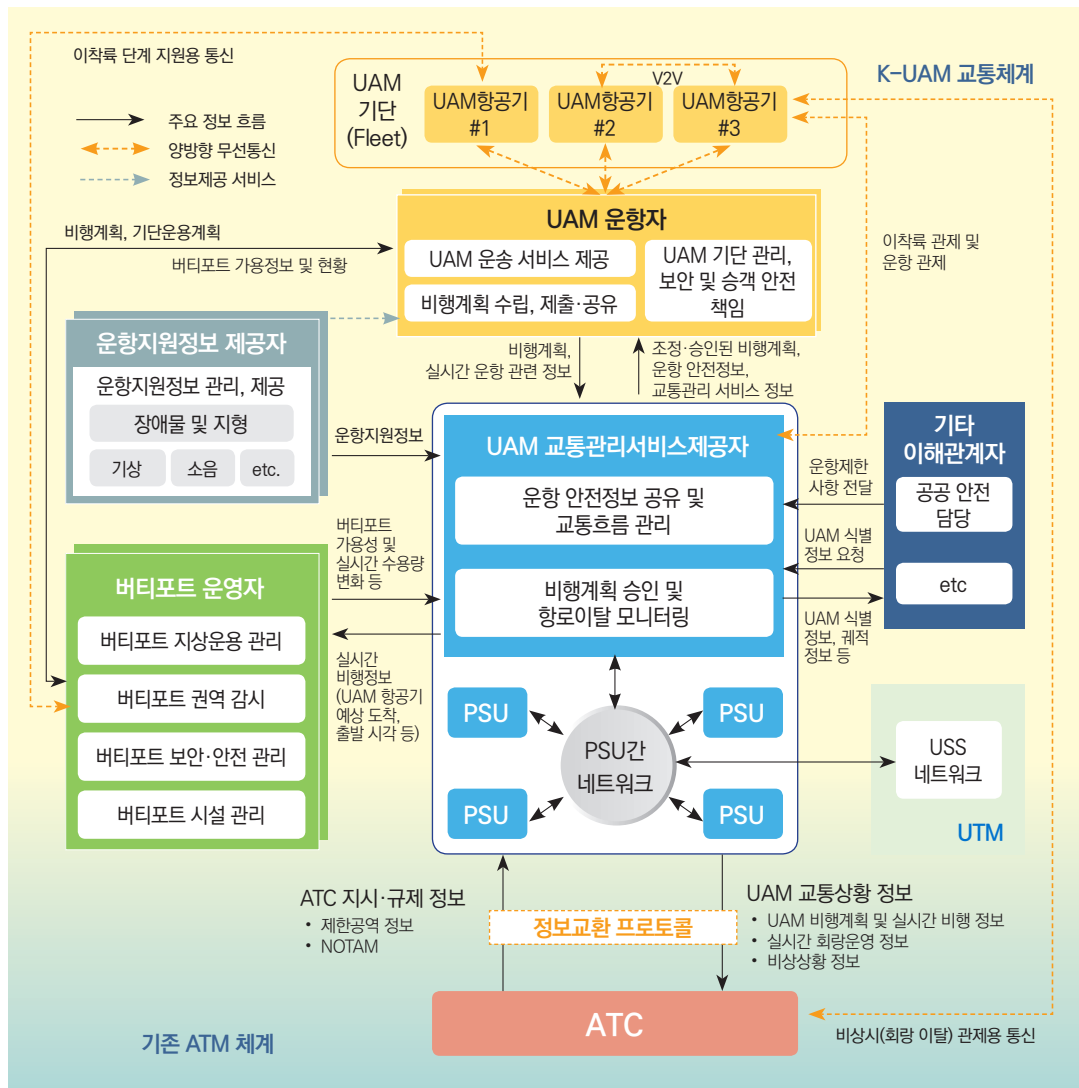 이착륙 단계 지원용 통신
주요 정보 흐름
양방향 무선통신
정보제공 서비스
UAM
기단
(Fleet)
UAM항공기
#1
UAM항공기
#2
V2V
UAM항공기
#3
K-UAM 교통체계
비행계획, 기단운용계획
버티포트 가용정보 및 현황
UAM 운항자
UAM 운송 서비스 제공
비행계획 수립, 제출·공유
UAM 기단 관리,
보안 및 승객 안전
책임
이착륙 관제 및
운항 관제
운항지원정보 제공자
운항지원정보 관리, 제공
장애물 및 지형
기상
소음
etc.
비행계획,
실시간 운항 관련 정보
조정·승인된 비행계획,
운항 안전정보,
교통관리 서비스 정보
운항지원정보
UAM 교통관리서비스제공자
운항 안전정보 공유 및
교통흐름 관리
비행계획 승인 및
항로이탈 모니터링
기타
이해관계자
공공 안전
담당
etc
운항제한
사항 전달
UAM 식별
정보 요청
UAM 식별
정보, 궤적
정보 등
버티포트
가용성 및
실시간 수용량
변화 등
버티포트 운영자
버티포트 지상운용 관리
버티포트 권역 감시
버티포트 보안·안전 관리
버티포트 시설 관리
실시간
비행정보
(UAM 항공기
예상 도착,
출발 시각 등)
PSU
PSU
PSU간
네트워크
PSU
PSU
USS
네트워크
UTM
ATC 지시·규제 정보
• 제한공역 정보
• NOTAM
정보교환 프로토콜
UAM 교통상황 정보
• UAM 비행계획 및 실시간 비행 정보
• 실시간 회랑운영 정보
• 비상상황 정보
ATC
기존 ATM 체계
비상시(회랑 이탈) 관제용 통신